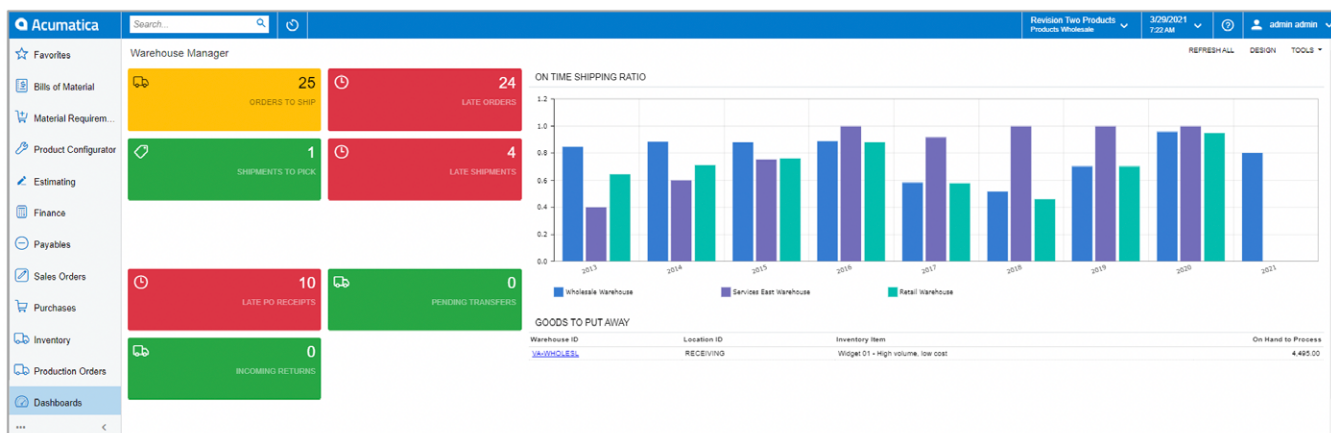 Acumatica
Search...
Revision Two Products
Products Wholesale
3/29/2021
7:22 AM
admin admin
Favorites
Bills of Material
Material Requirem...
Product Configurator
Estimating
Finance
Payables
Sales Orders
Purchases
Inventory
Production Orders
Dashboards
Warehouse Manager
REFRESH ALL DESIGN TOOLS
25
ORDERS TO SHIP
24
LATE ORDERS
1
SHIPMENTS TO PICK
4
LATE SHIPMENTS
10
LATE PO RECEIPTS
0
PENDING TRANSFERS
0
INCOMING RETURNS
ON TIME SHIPPING RATIO
1.2
1.0
0.8
0.6
0.4
0.2
0.0
2013 2014 2015 2016 2017 2018 2019 2020 2021
Wholesale Warehouse Services East Warehouse Retail Warehouse
GOODS TO PUT AWAY
Warehouse ID Location ID Inventory Item On Hand to Process
VA-WHOLESL RECEIVING Widget 01 - High volume, low cost 4,495.00